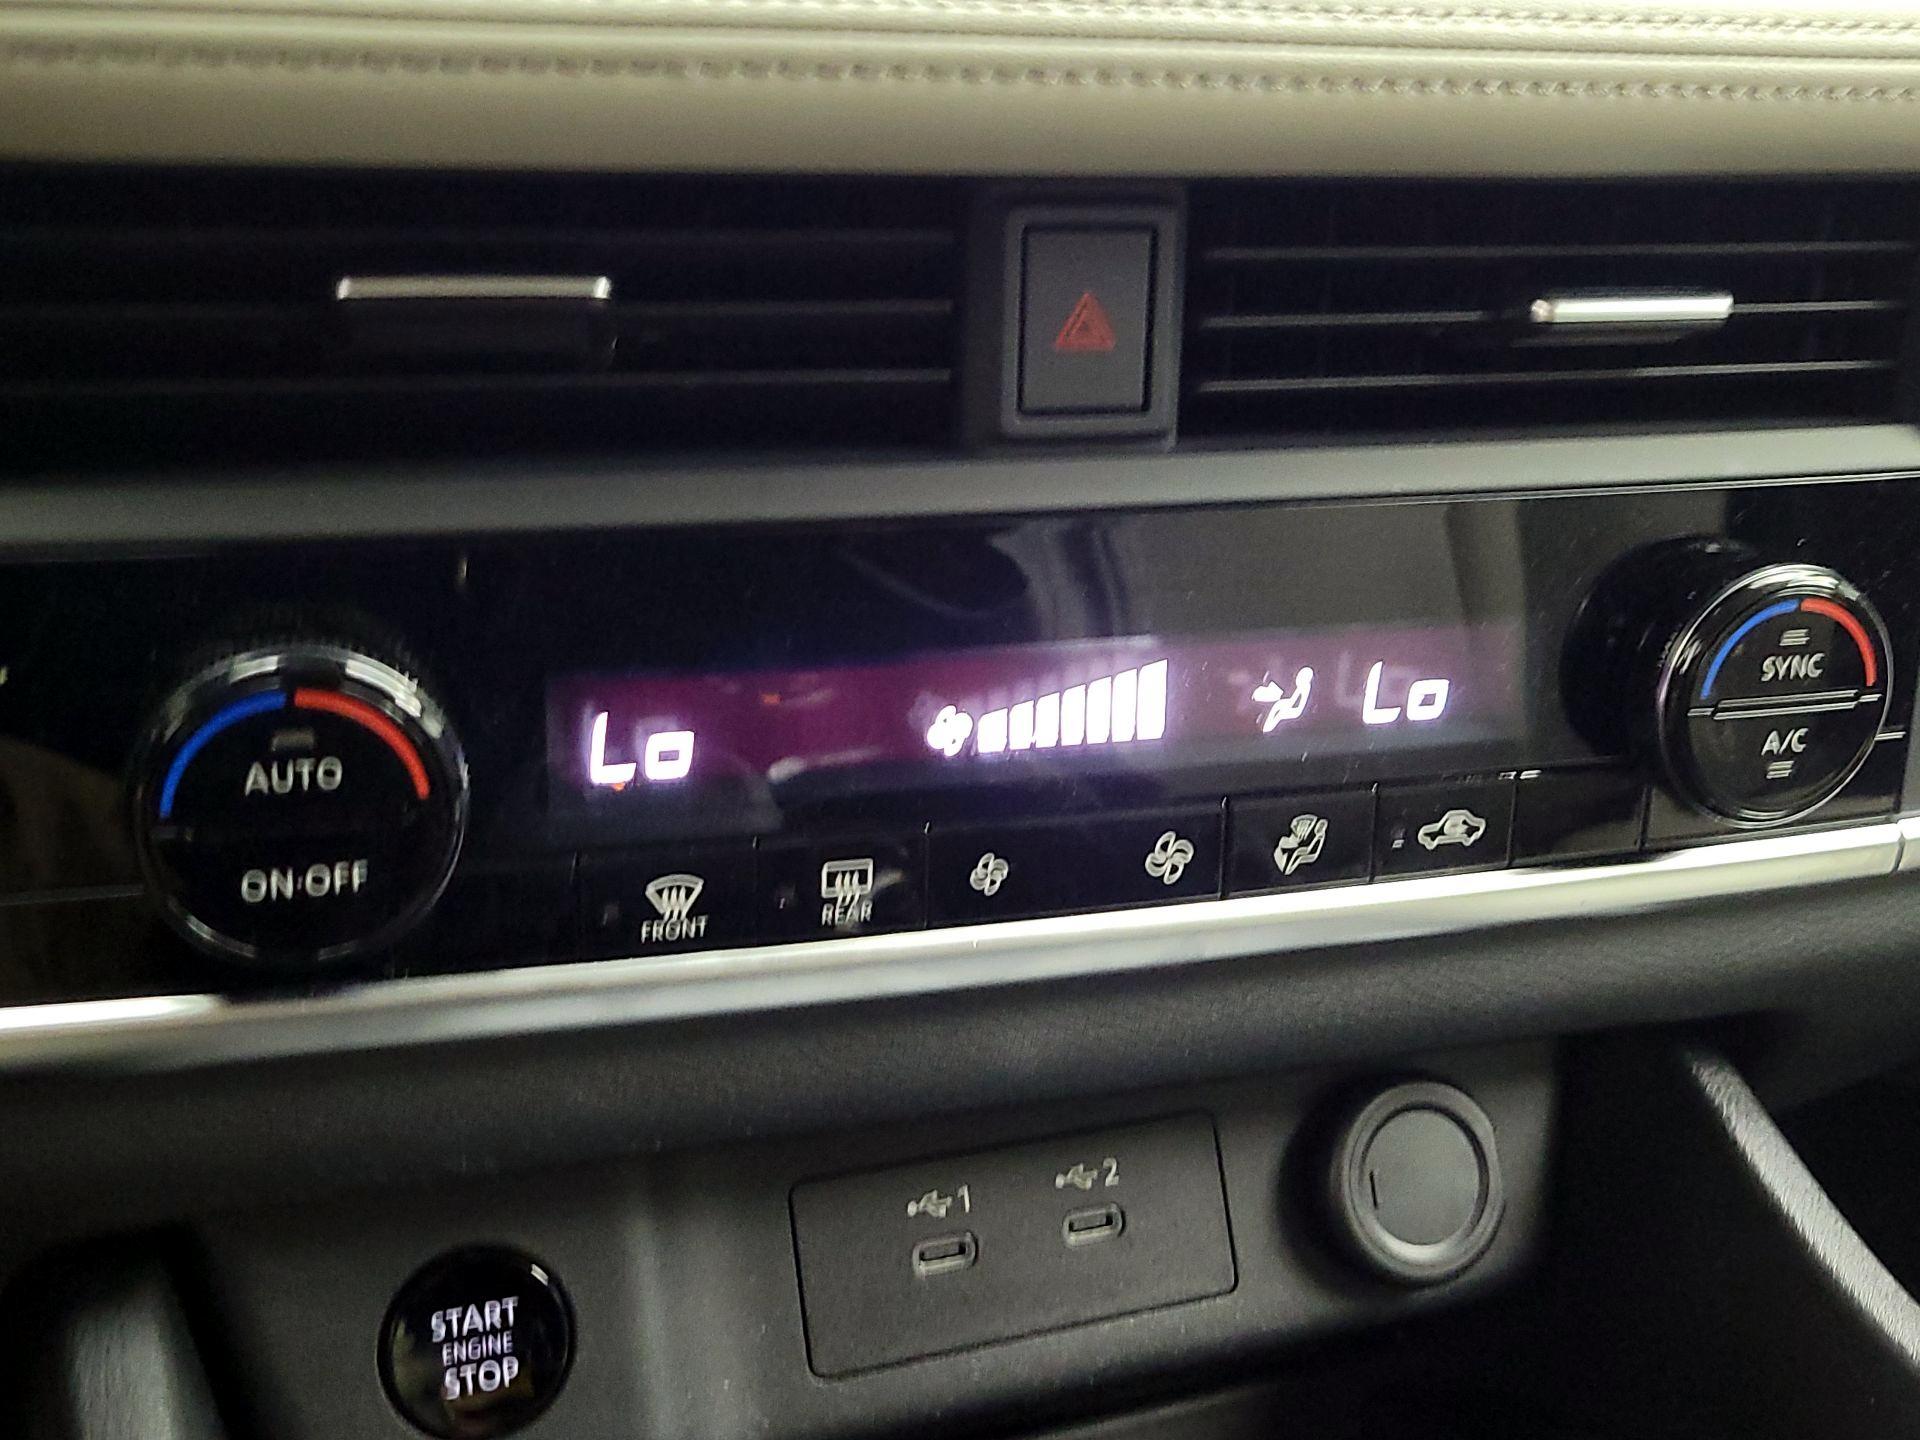 Lo
Lo
SYNC
A/C
AUTO
ON·OFF
FRONT
REAR
1
2
START
ENGINE
STOP